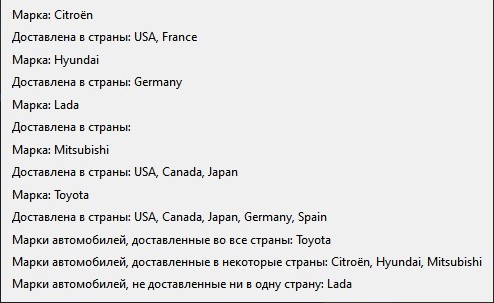 Марка: Citroën
Доставлена в страны: USA, France
Марка: Hyundai
Доставлена в страны: Germany
Марка: Lada
Доставлена в страны:
Марка: Mitsubishi
Доставлена в страны: USA, Canada, Japan
Марка: Toyota
Доставлена в страны: USA, Canada, Japan, Germany, Spain
Марки автомобилей, доставленные во все страны: Toyota
Марки автомобилей, доставленные в некоторые страны: Citroën, Hyundai, Mitsubishi
Марки автомобилей, не доставленные ни в одну страну: Lada